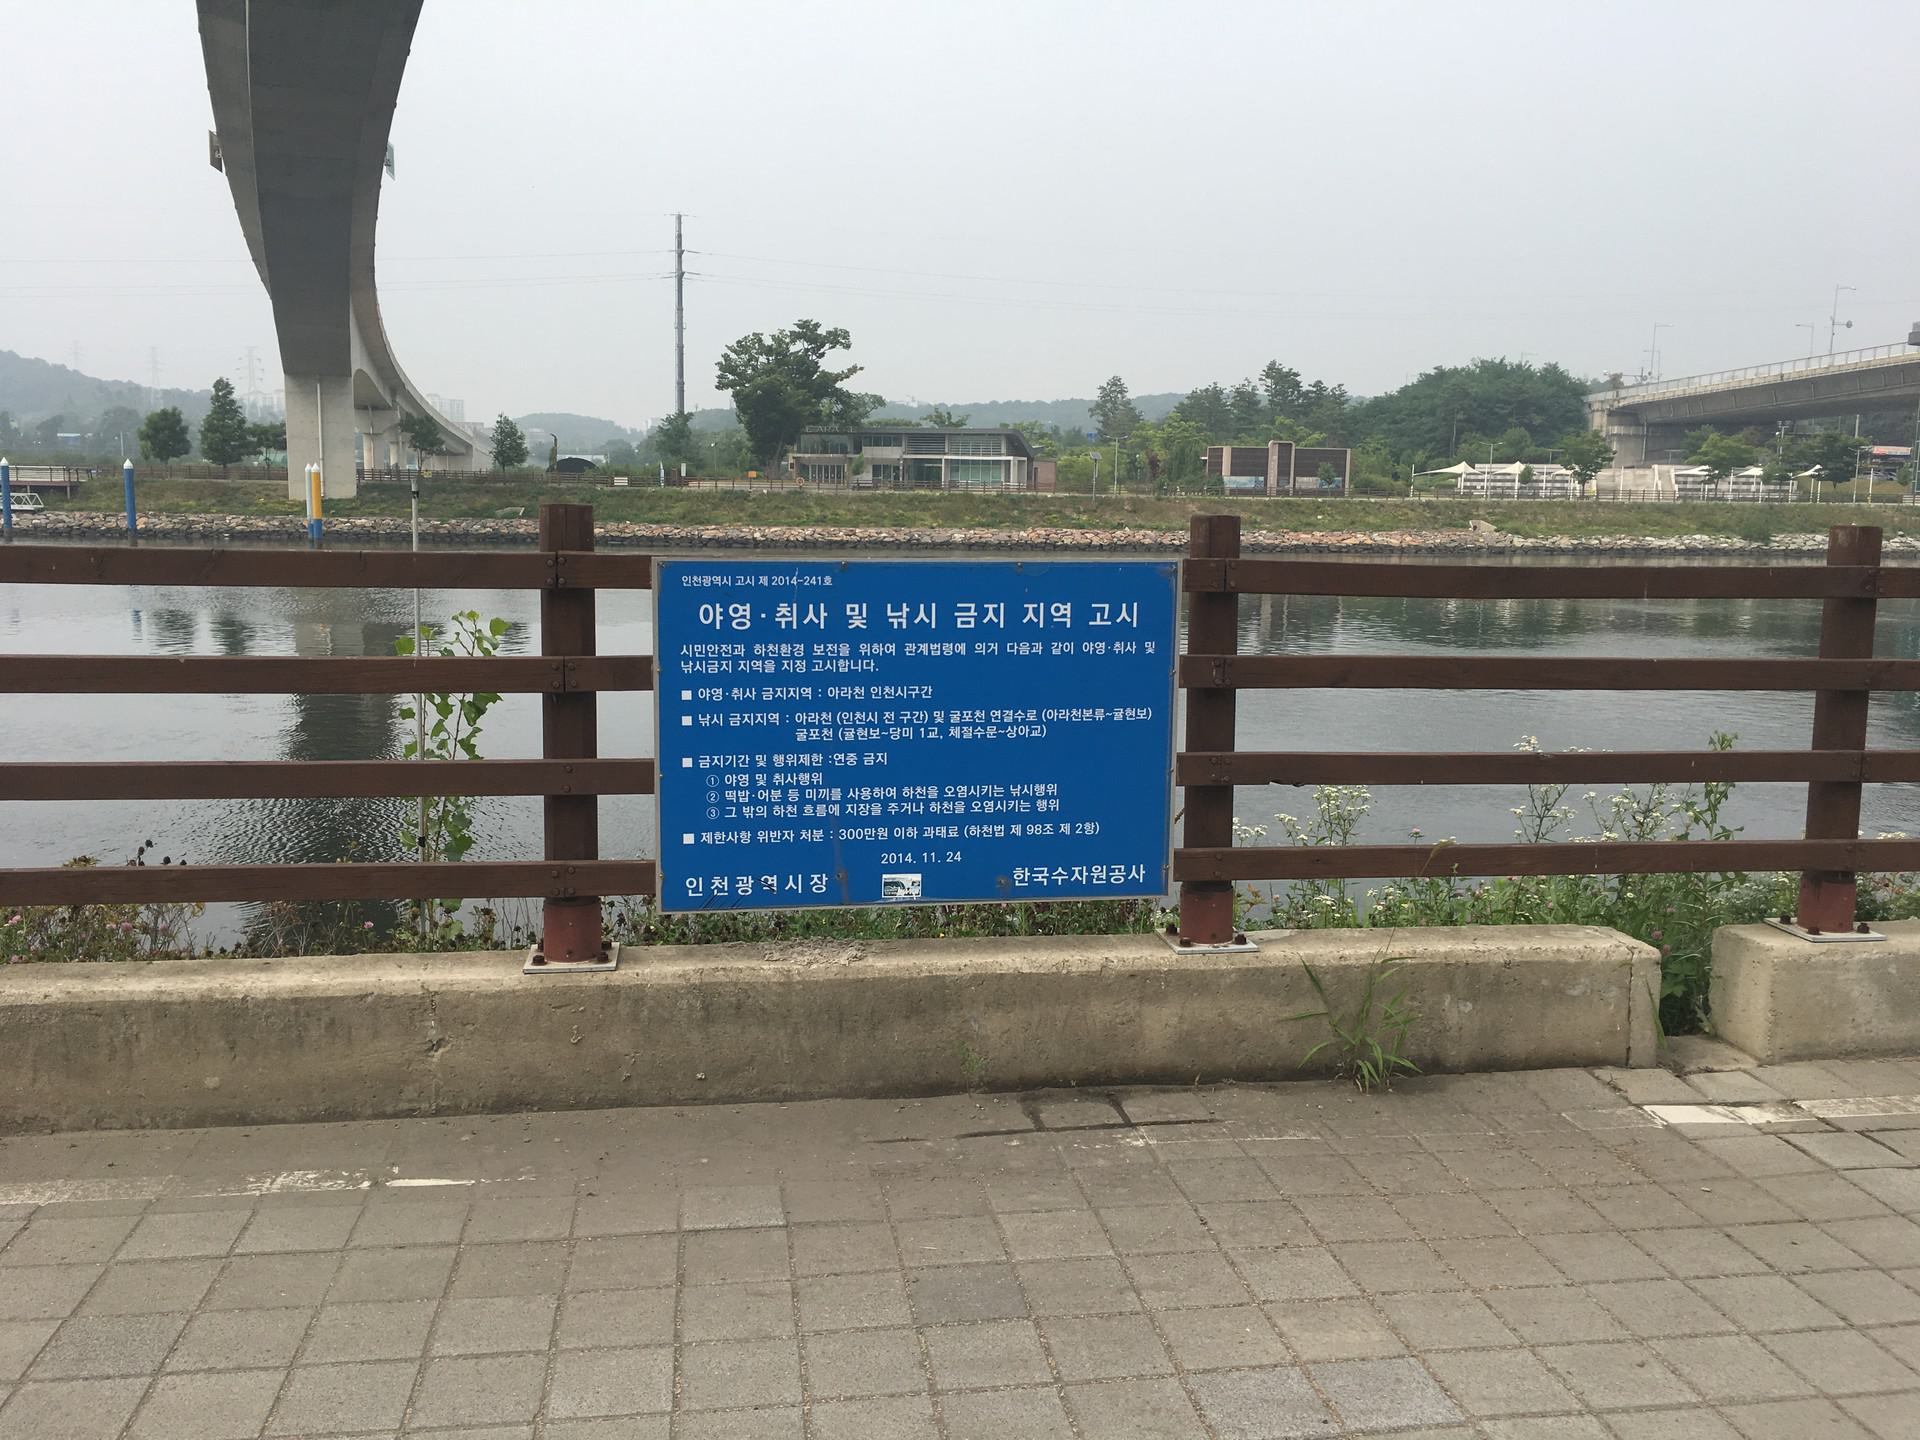 인천광역시 고시 제 2014-241호
야영·취사 및 낚시 금지 지역 고시
시민안전과 하천환경 보전을 위하여 관계법령에 의거 다음과 같이 야영·취사 및
낚시금지 지역을 지정 고시합니다.
■ 야영·취사 금지지역 : 아라천 인천시구간
■ 낚시 금지지역 : 아라천 (인천시 전 구간) 및 굴포천 연결수로 (아라천본류~귤현보)
굴포천 (귤현보~당미 1교, 체절수문~상야교)
■ 금지기간 및 행위제한 :연중 금지
① 야영 및 취사행위
② 떡밥·어분 등 미끼를 사용하여 하천을 오염시키는 낚시행위
③ 그 밖의 하천 흐름에 지장을 주거나 하천을 오염시키는 행위
■ 제한사항 위반자 처분 : 300만원 이하 과태료 (하천법 제 98조 제 2항)
2014. 11. 24
인천광역시장 한국수자원공사